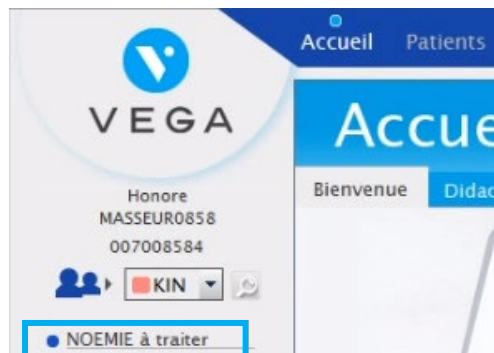 Accueil Patients
VEGA
Accue
Bienvenue Didac
Honore
MASSEUR0858
007008584
KIN
NOEMIE à traiter